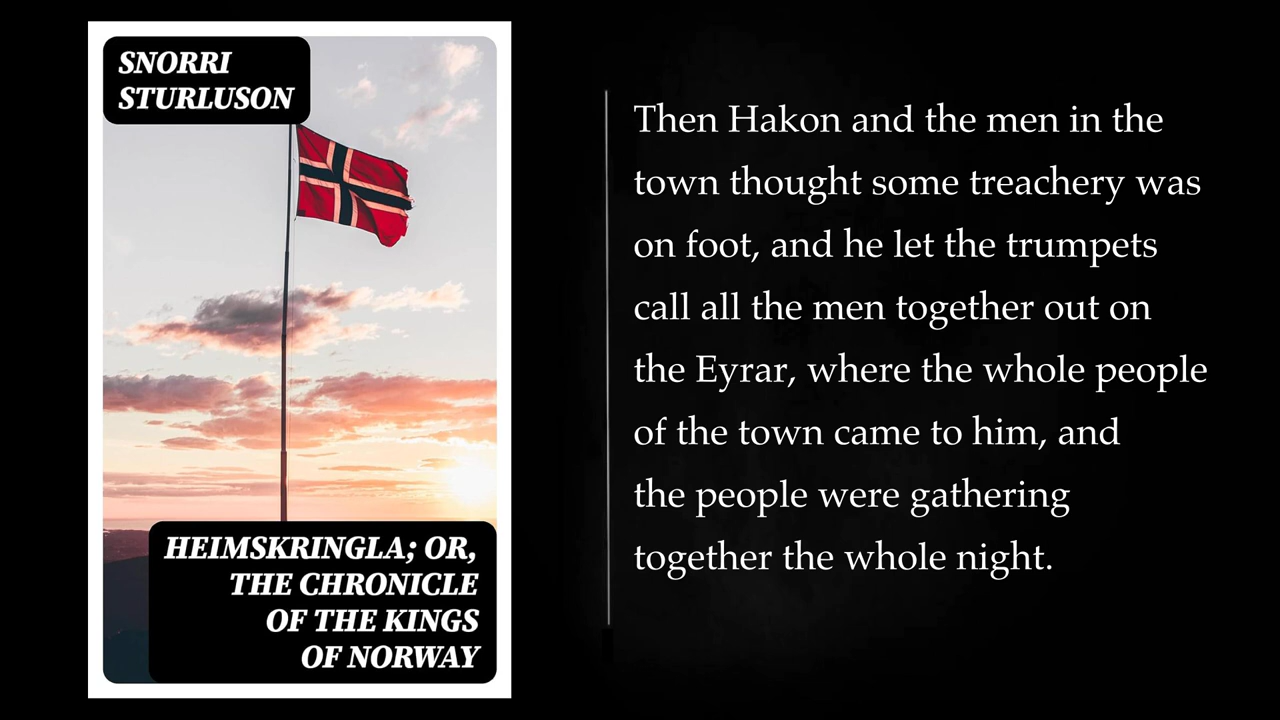 SNORRI
STURLUSON
HEIMSKRINGLA; OR,
THE CHRONICLE
OF THE KINGS
OF NORWAY
Then Hakon and the men in the
town thought some treachery was
on foot, and he let the trumpets
call all the men together out on
the Eyrar, where the whole people
of the town came to him, and
the people were gathering
together the whole night.